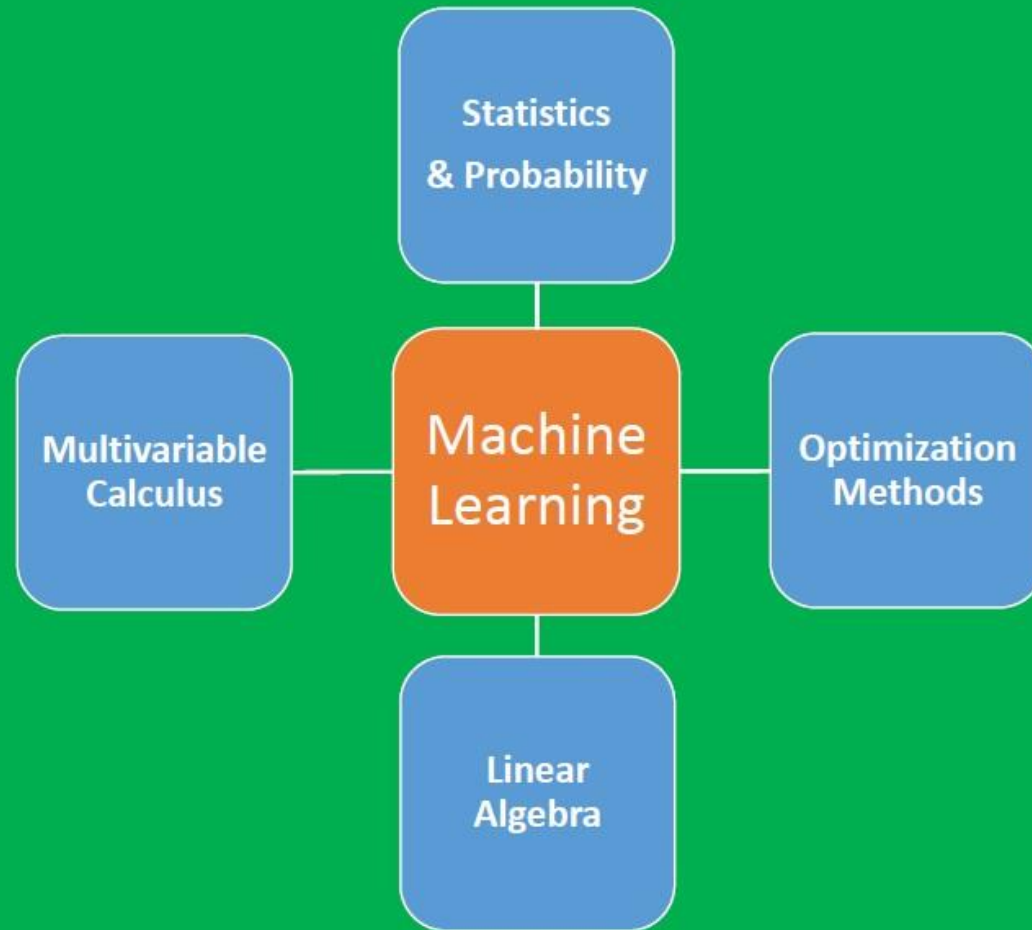 Statistics
& Probability
Multivariable
Calculus
Machine
Learning
Optimization
Methods
Linear
Algebra